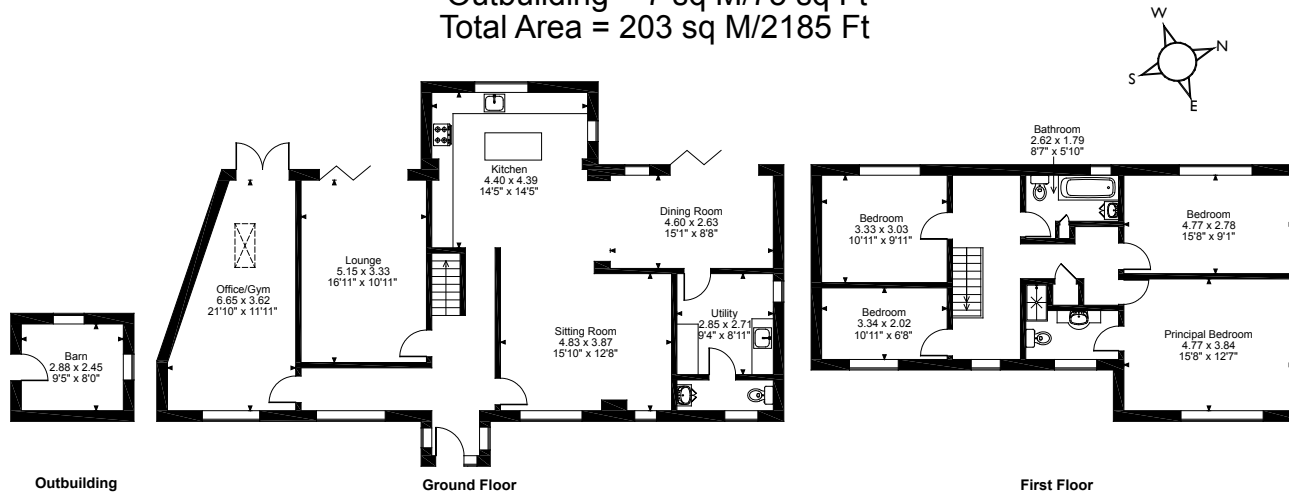 Outbuilding = 7 sq M/75 sq Ft
Total Area = 203 sq M/2185 Ft
W
N
S
E
Bathroom
2.62 x 1.79
8'7" x 5'10"
Kitchen
4.40 x 4.39
14'5" x 14'5"
Dining Room
4.60 x 2.63
15'1" x 8'8"
Bedroom
3.33 x 3.03
10'11" x 9'11"
Bedroom
4.77 x 2.78
15'8" x 9'1"
Lounge
5.15 x 3.33
16'11" x 10'11"
Office/Gym
6.65 x 3.62
21'10" x 11'11"
Utility
2.85 x 2.71
9'4" x 8'11"
Sitting Room
4.83 x 3.87
15'10" x 12'8"
Bedroom
3.34 x 2.02
10'11" x 6'8"
Principal Bedroom
4.77 x 3.84
15'8" x 12'7"
Barn
2.88 x 2.45
9'5" x 8'0"
Outbuilding
Ground Floor
First Floor